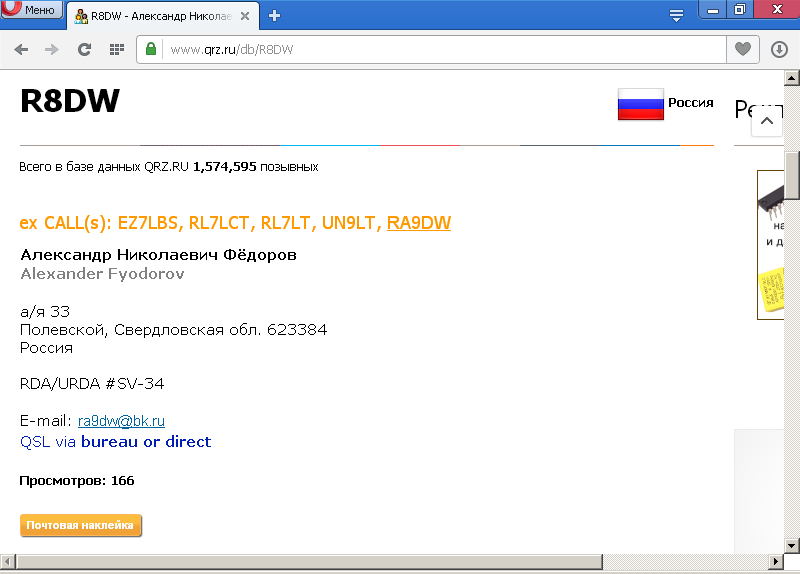 Меню
R8DW - Александр Николае
www.qrz.ru/db/R8DW
R8DW
Россия
Всего в базе данных QRZ.RU 1,574,595 позывных
ex CALL(s): EZ7LBS, RL7LCT, RL7LT, UN9LT, RA9DW
Александр Николаевич Фёдоров
Alexander Fyodorov
а/я 33
Полевской, Свердловская обл. 623384
Россия
RDA/URDA #SV-34
E-mail: ra9dw@bk.ru
QSL via bureau or direct
Просмотров: 166
Почтовая наклейка
на
и д